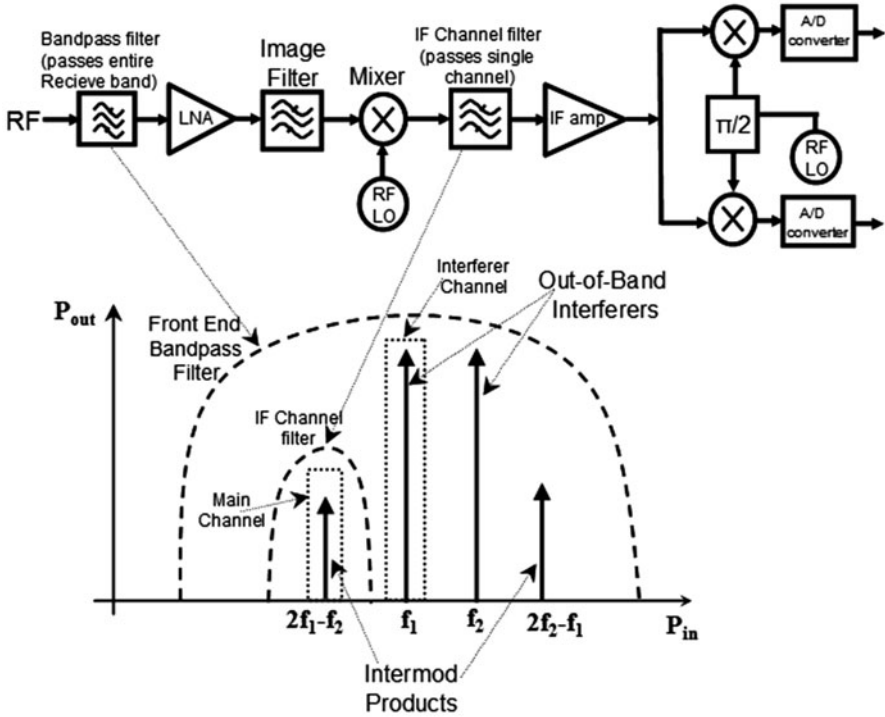 Bandpass filter
(passes entire
Recieve band)
Image
Filter
Mixer
IF Channel filter
(passes single
channel)
A/D
converter
RF
LNA
IF amp
π/2
RF
LO
RF
LO
A/D
converter
Interferer
Channel
Out-of-Band
Interferers
Pout
Front End
Bandpass
Filter
IF Channel
filter
Main
Channel
2f1-f2
f1
f2
2f2-f1
Pin
Intermod
Products